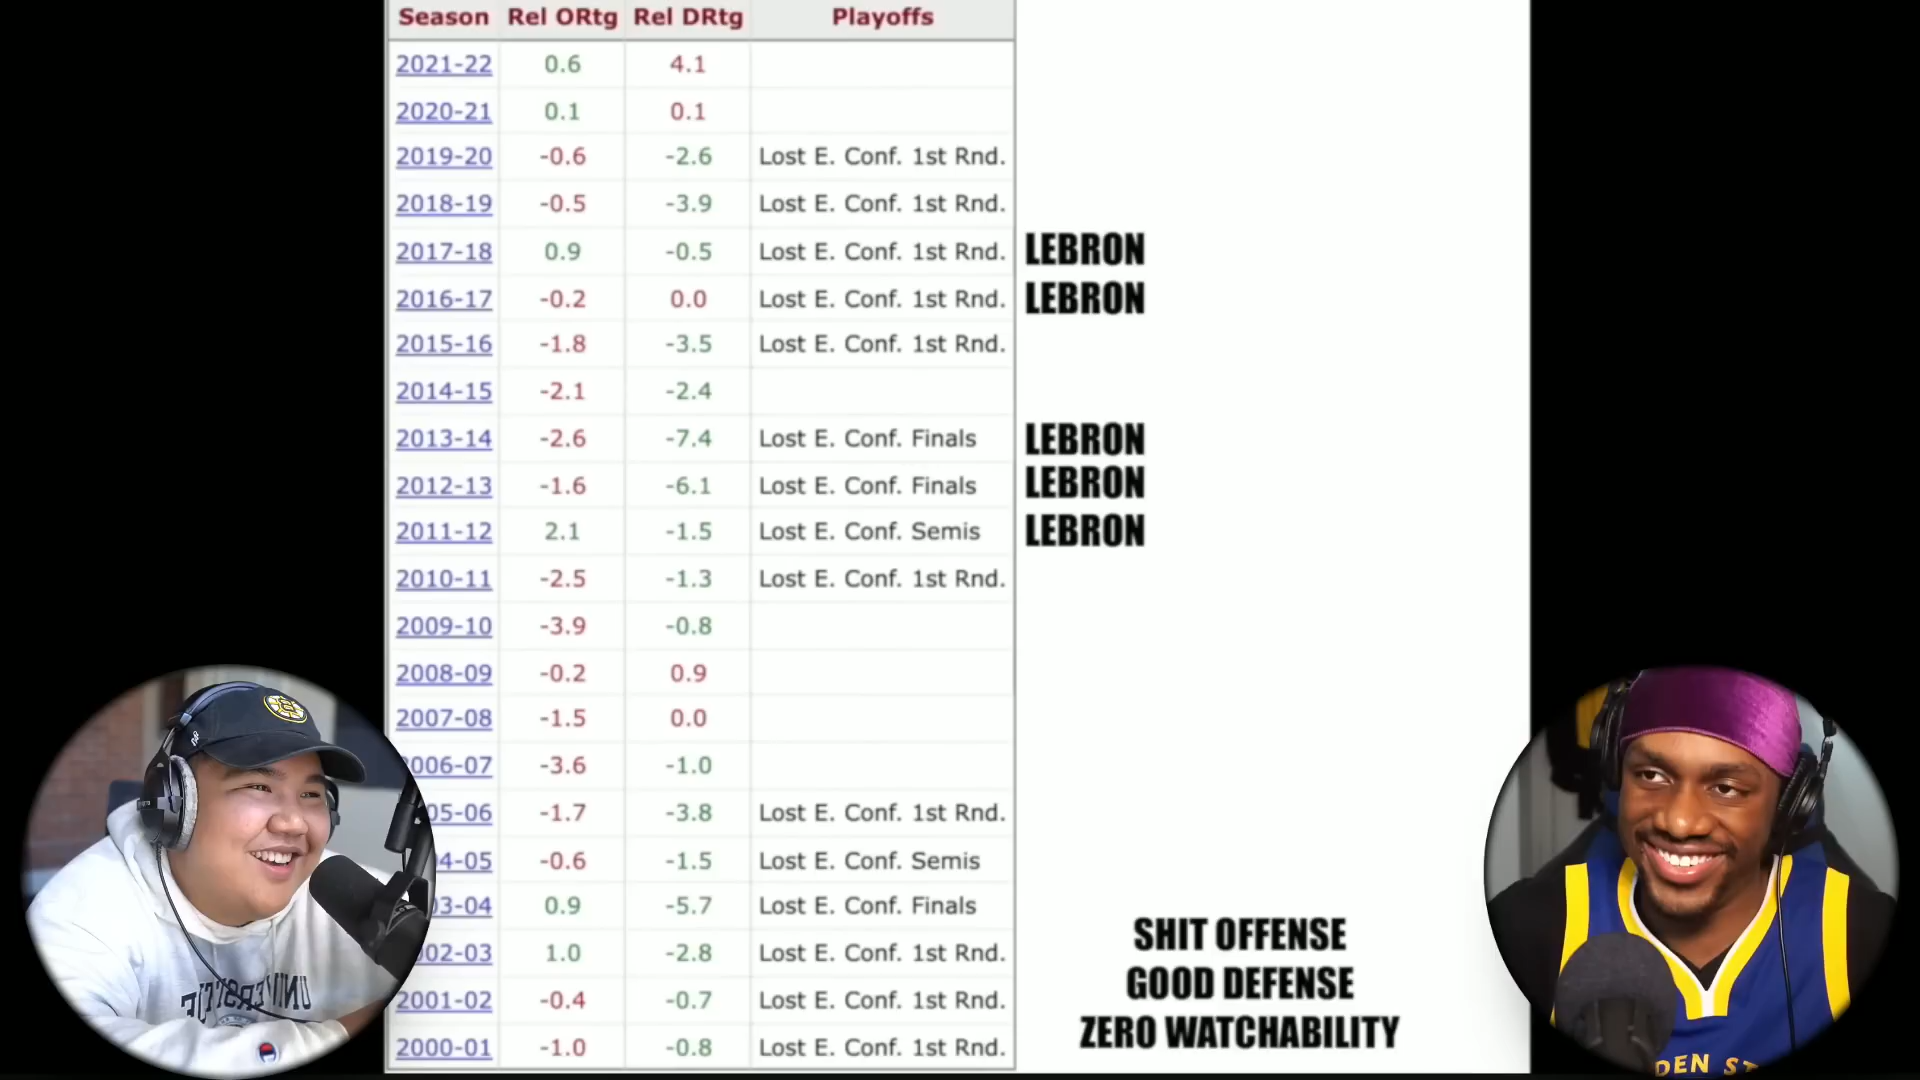 Season Rel ORtg Rel DRtg Playoffs
2021-22 0.6 4.1
2020-21 0.1 0.1
2019-20 -0.6 -2.6 Lost E. Conf. 1st Rnd.
2018-19 -0.5 -3.9 Lost E. Conf. 1st Rnd.
2017-18 0.9 -0.5 Lost E. Conf. 1st Rnd. LEBRON
2016-17 -0.2 0.0 Lost E. Conf. 1st Rnd. LEBRON
2015-16 -1.8 -3.5 Lost E. Conf. 1st Rnd.
2014-15 -2.1 -2.4
2013-14 -2.6 -7.4 Lost E. Conf. Finals LEBRON
2012-13 -1.6 -6.1 Lost E. Conf. Finals LEBRON
2011-12 2.1 -1.5 Lost E. Conf. Semis LEBRON
2010-11 -2.5 -1.3 Lost E. Conf. 1st Rnd.
2009-10 -3.9 -0.8
2008-09 -0.2 0.9
2007-08 -1.5 0.0
006-07 -3.6 -1.0
05-06 -1.7 -3.8 Lost E. Conf. 1st Rnd.
4-05 -0.6 -1.5 Lost E. Conf. Semis
03-04 0.9 -5.7 Lost E. Conf. Finals
02-03 1.0 -2.8 Lost E. Conf. 1st Rnd.
2001-02 -0.4 -0.7 Lost E. Conf. 1st Rnd.
2000-01 -1.0 -0.8 Lost E. Conf. 1st Rnd.
SHIT OFFENSE
GOOD DEFENSE
ZERO WATCHABILITY
B
DEN ST